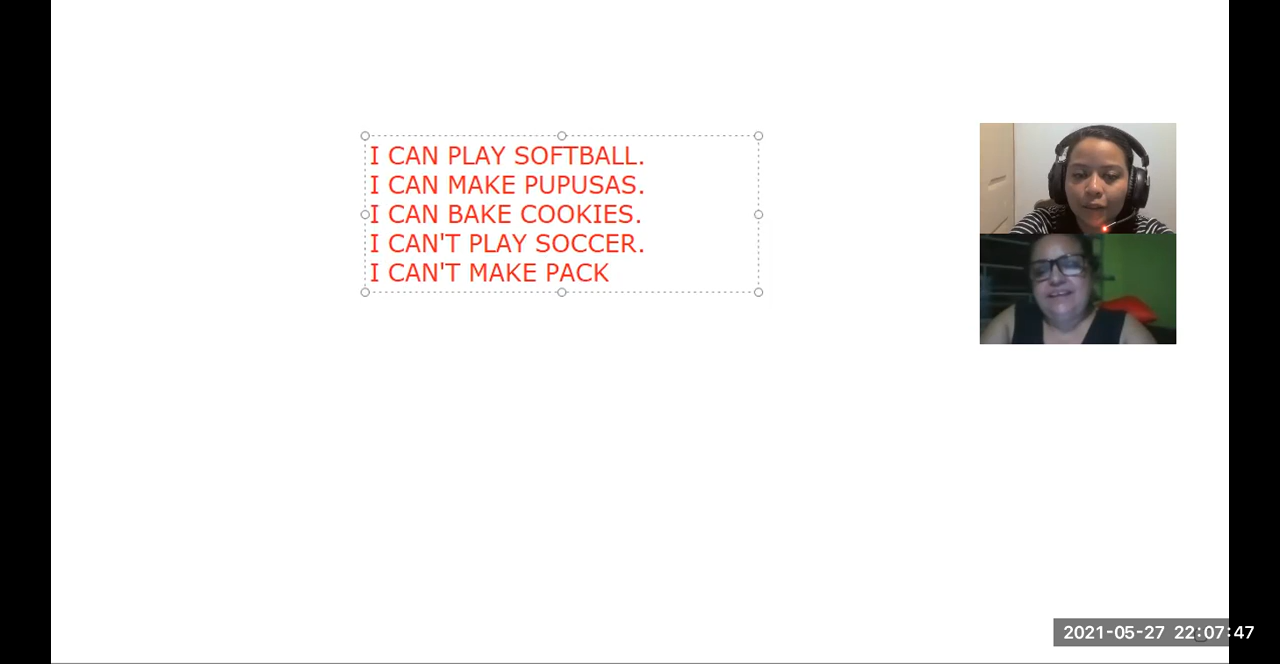 I CAN PLAY SOFTBALL.
I CAN MAKE PUPUSAS.
I CAN BAKE COOKIES.
I CAN'T PLAY SOCCER.
I CAN'T MAKE PACK
2021-05-27 22:07:47